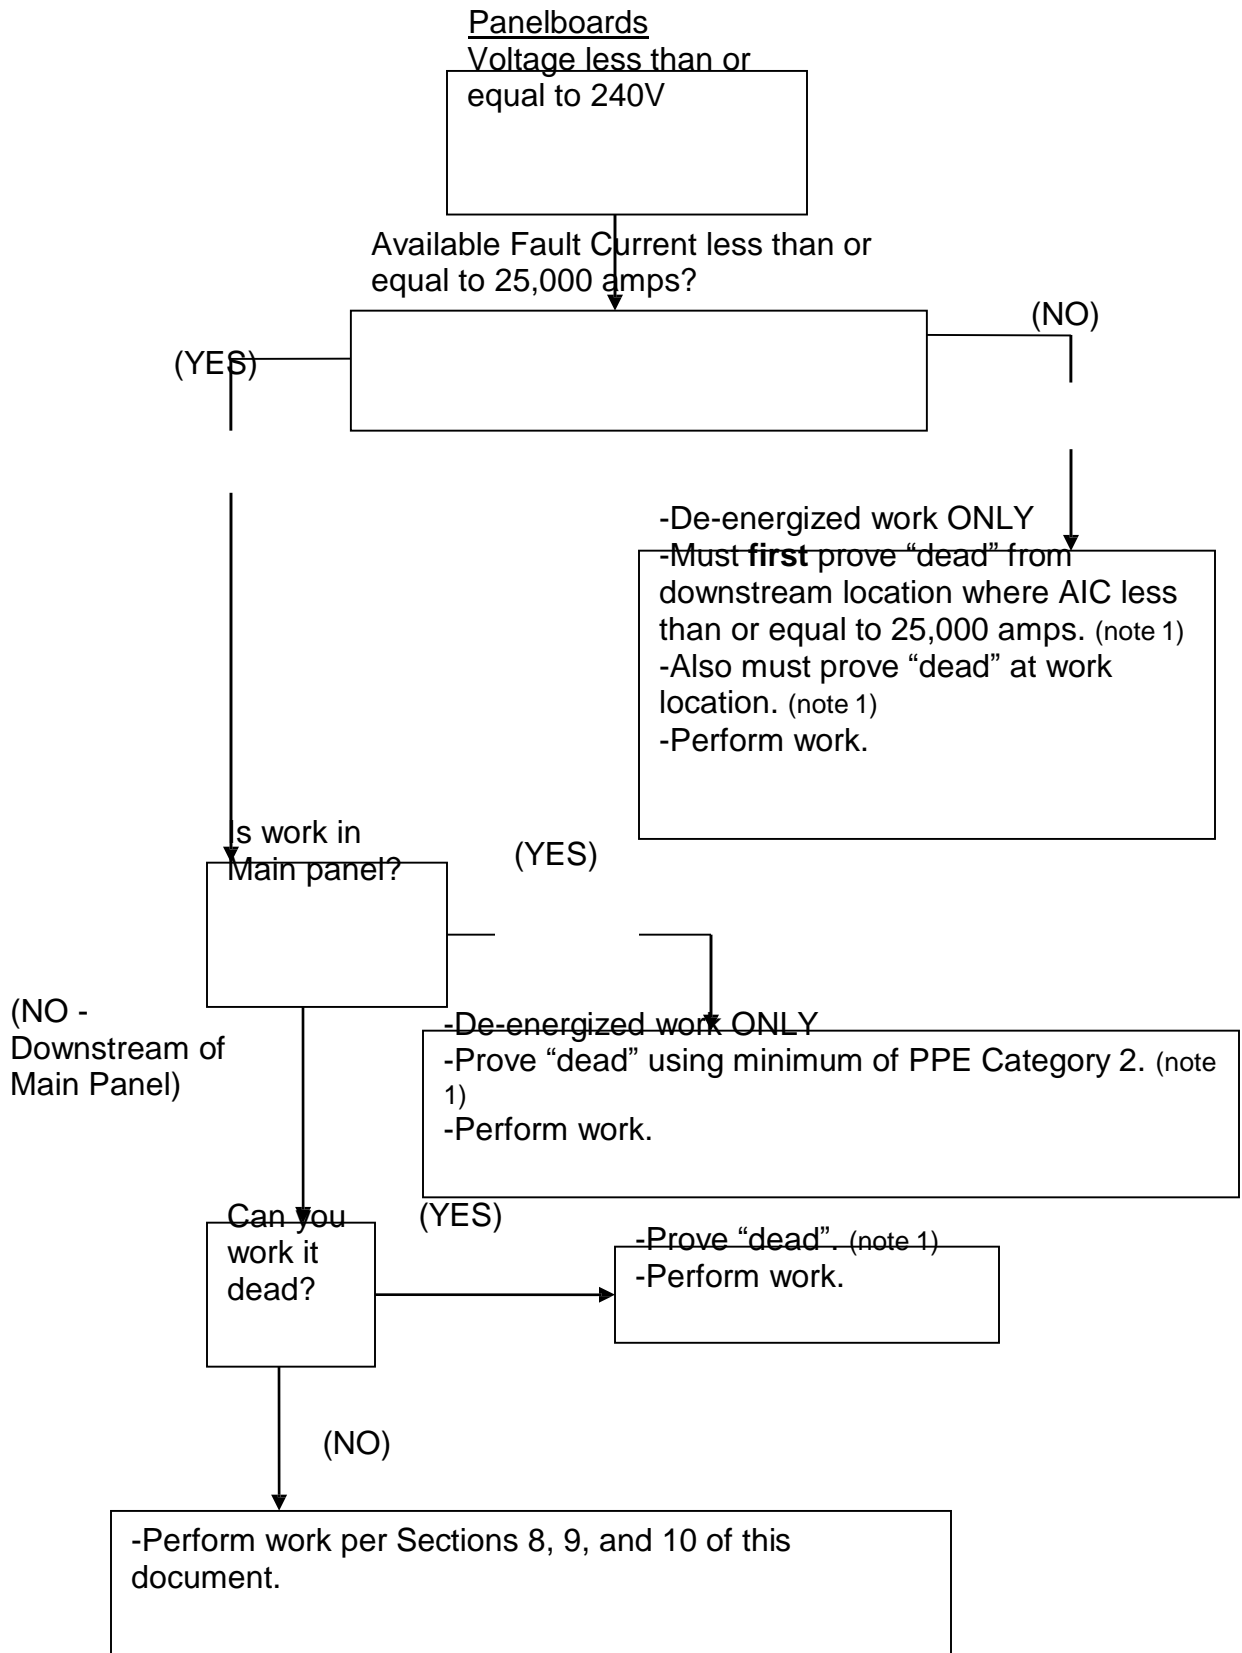 Panelboards
Voltage less than or
equal to 240V
Available Fault Current less than or
equal to 25,000 amps?
(NO)
(YES)
-De-energized work ONLY
-Must first prove “dead” from
downstream location where AIC less
than or equal to 25,000 amps. (note 1)
-Also must prove “dead” at work
location. (note 1)
-Perform work.
Is work in
Main panel?
(YES)
(NO -
Downstream of
Main Panel)
-De-energized work ONLY
-Prove “dead” using minimum of PPE Category 2. (note
1)
-Perform work.
Can you
work it
dead?
(YES)
-Prove “dead”. (note 1)
-Perform work.
(NO)
-Perform work per Sections 8, 9, and 10 of this
document.